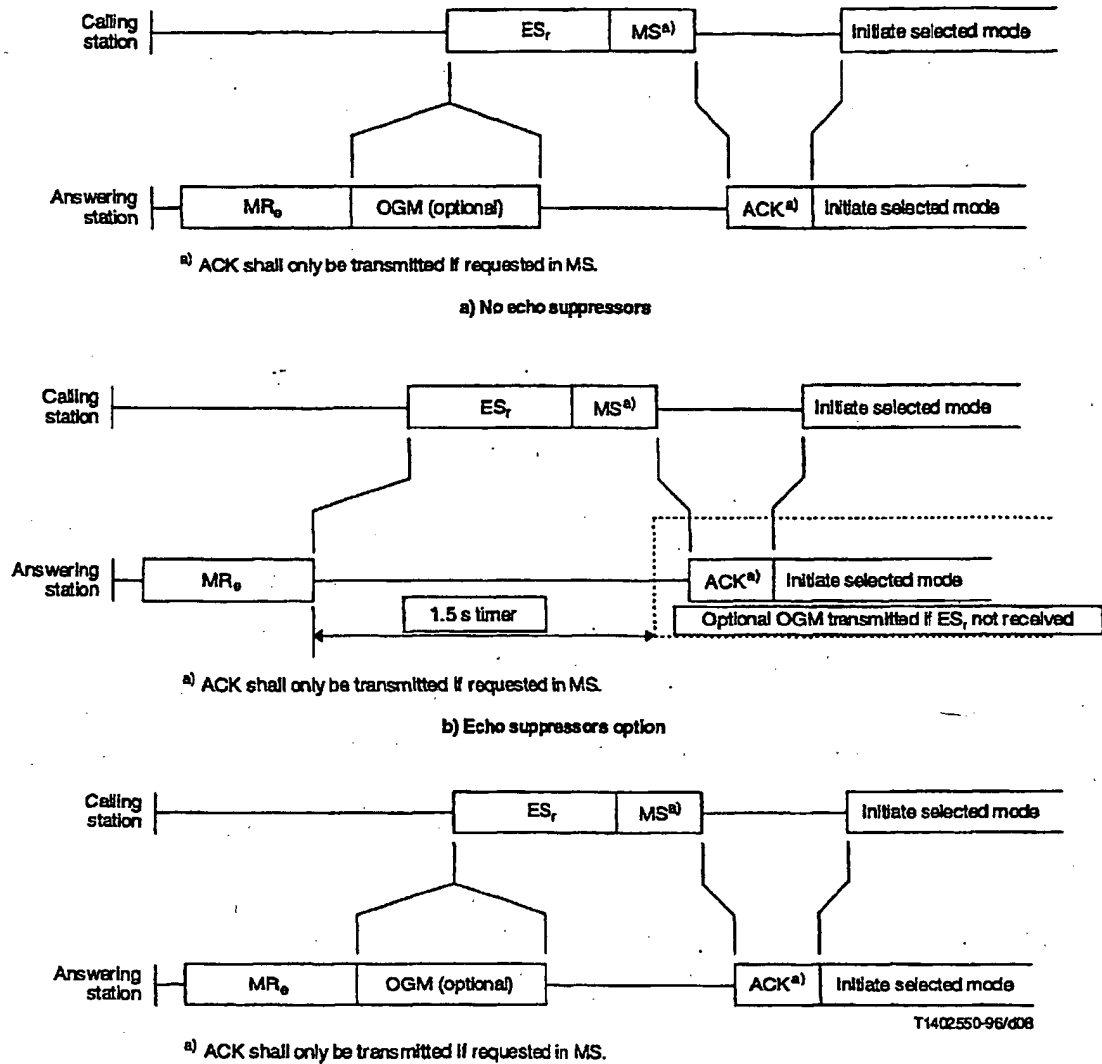 Calling station
ESr
MSa)
Initiate selected mode
Answering station
MRe
OGM (optional)
ACKa)
Initiate selected mode
a) ACK shall only be transmitted if requested in MS.
a) No echo suppressors
Calling station
ESr
MSa)
Initiate selected mode
Answering station
MRe
ACKa)
Initiate selected mode
1.5 s timer
Optional OGM transmitted if ESr not received
a) ACK shall only be transmitted if requested in MS.
b) Echo suppressors option
Calling station
ESr
MSa)
Initiate selected mode
Answering station
MRe
OGM (optional)
ACKa)
Initiate selected mode
T1402550-96/d06
a) ACK shall only be transmitted if requested in MS.